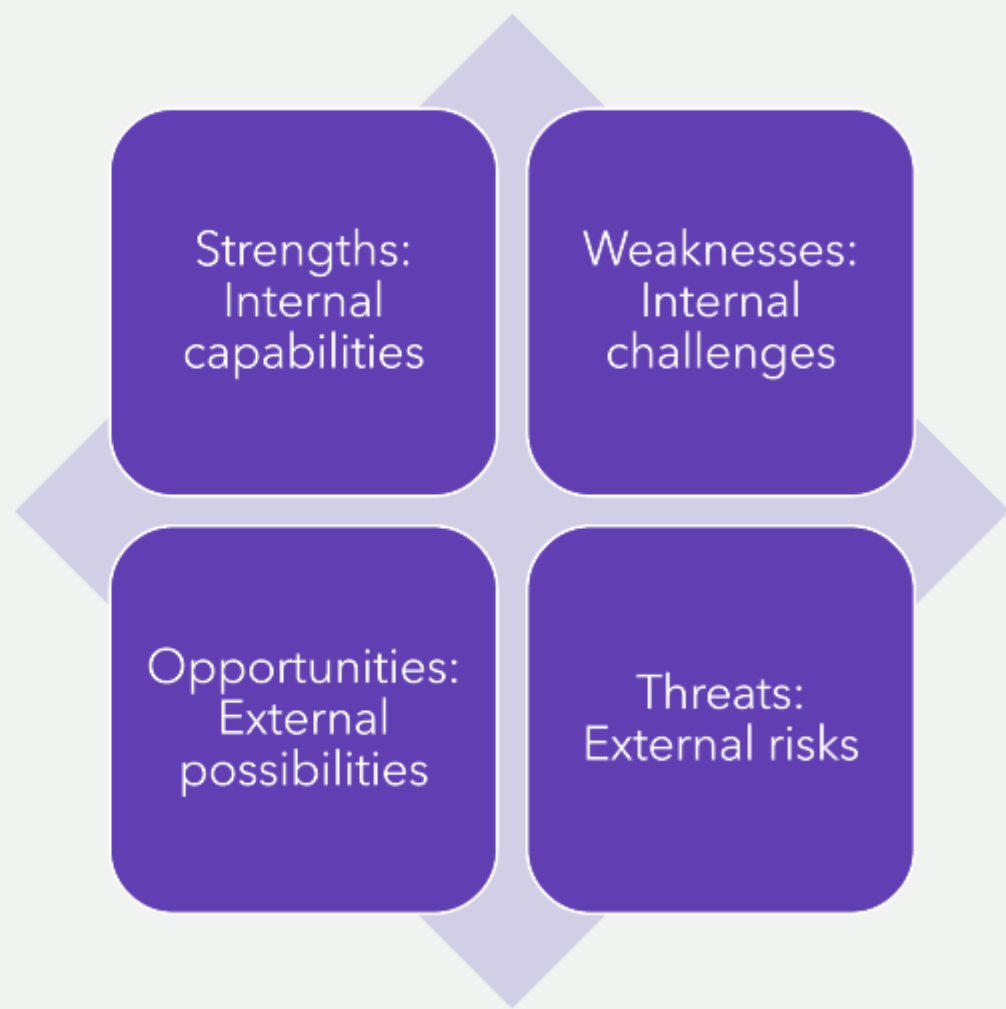 Strengths:
Internal
capabilities
Weaknesses:
Internal
challenges
Opportunities:
External
possibilities
Threats:
External risks